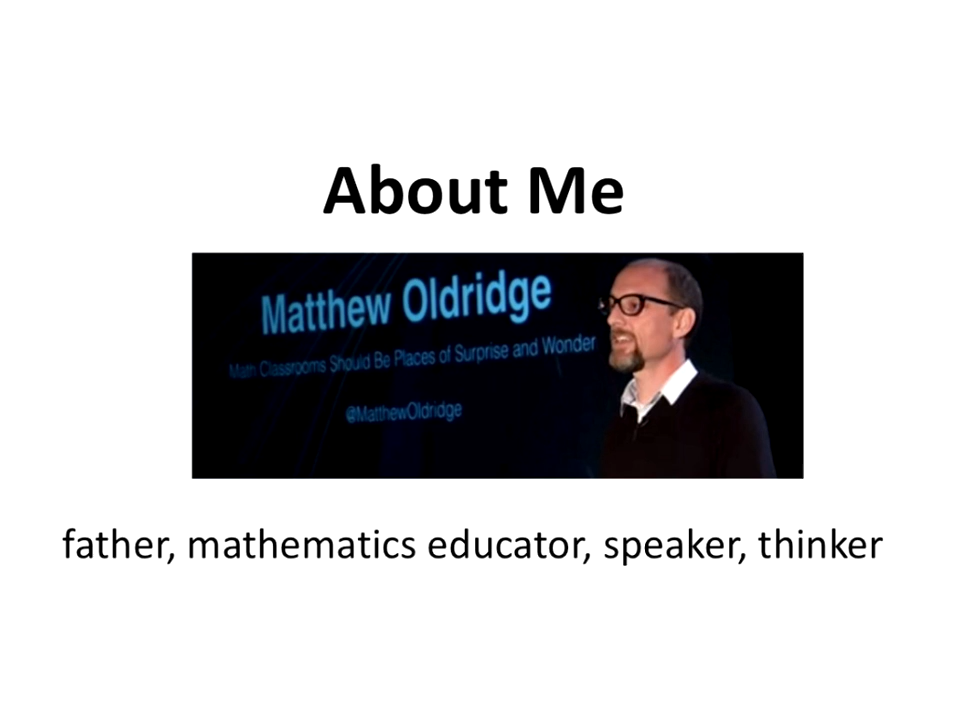 About Me
Matthew Oldridge
Math Classrooms Should Be Places of Surprise and Wonder
@MatthewOldridge
father, mathematics educator, speaker, thinker